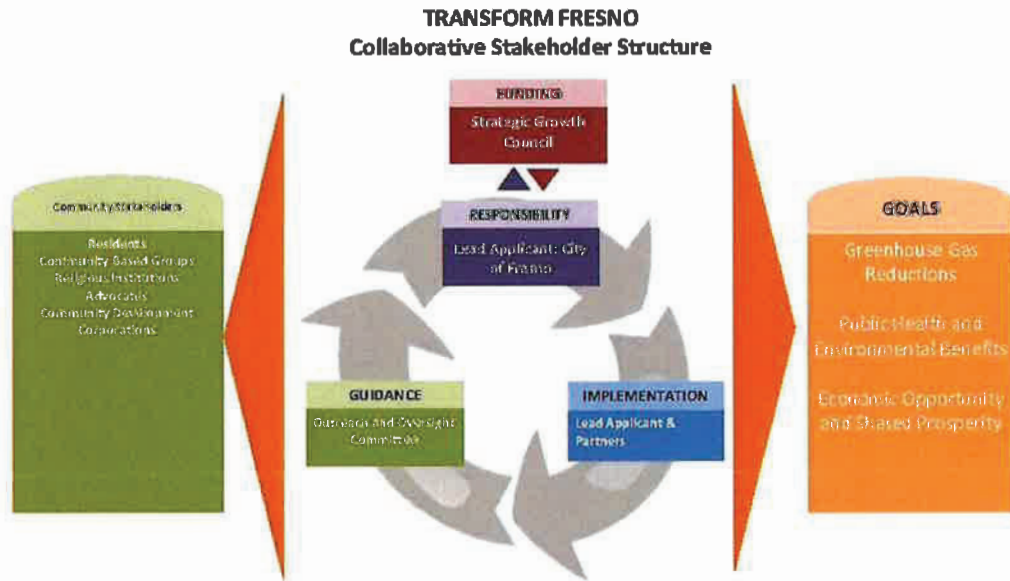 TRANSFORM FRESNO
Collaborative Stakeholder Structure
FUNDING
Strategic Growth
Council
Community Stakeholders
Residents
Community Based Groups
Religious Institutions
Advocates
Community Development
Corporations
RESPONSIBILITY
Lead Applicant: City
of Fresno
GUIDANCE
Outreach and Oversight
Committee
IMPLEMENTATION
Lead Applicant &
Partners
GOALS
Greenhouse Gas
Reductions
Public Health and
Environmental Benefits
Economic Opportunity
and Shared Prosperity